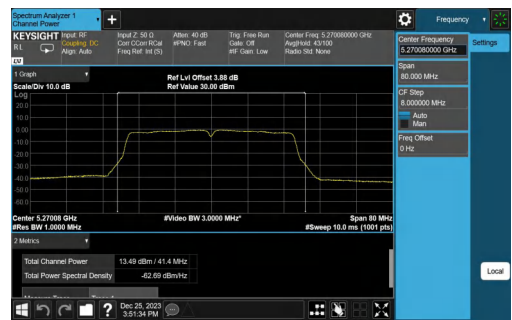 Spectrum Analyzer 1
Channel Power
Frequency
KEYSIGHT
RL
Input: RF
Coupling: DC
Align: Auto
Input Z: 50 Ω
Corr CCorr RCal
Freq Ref: Int (S)
Atten: 40 dB
#PNO: Fast
Trig: Free Run
Gate: Off
#IF Gain: Low
Center Freq: 5.270080000 GHz
Avg|Hold: 43/100
Radio Std: None
Center Frequency
5.270080000 GHz
Settings
Span
80.000 MHz
CF Step
8.000000 MHz
Auto
Man
Freq Offset
0 Hz
Local
1 Graph
Scale/Div 10.0 dB
Ref Lvl Offset 3.88 dB
Ref Value 30.00 dBm
Log
20.0
10.0
0.00
-10.0
-20.0
-30.0
-40.0
-50.0
-60.0
Center 5.27008 GHz
#Res BW 1.0000 MHz
#Video BW 3.0000 MHz*
Span 80 MHz
#Sweep 10.0 ms (1001 pts)
2 Metrics
Total Channel Power 13.49 dBm / 41.4 MHz
Total Power Spectral Density -62.69 dBm/Hz
Dec 25, 2023
3:51:34 PM